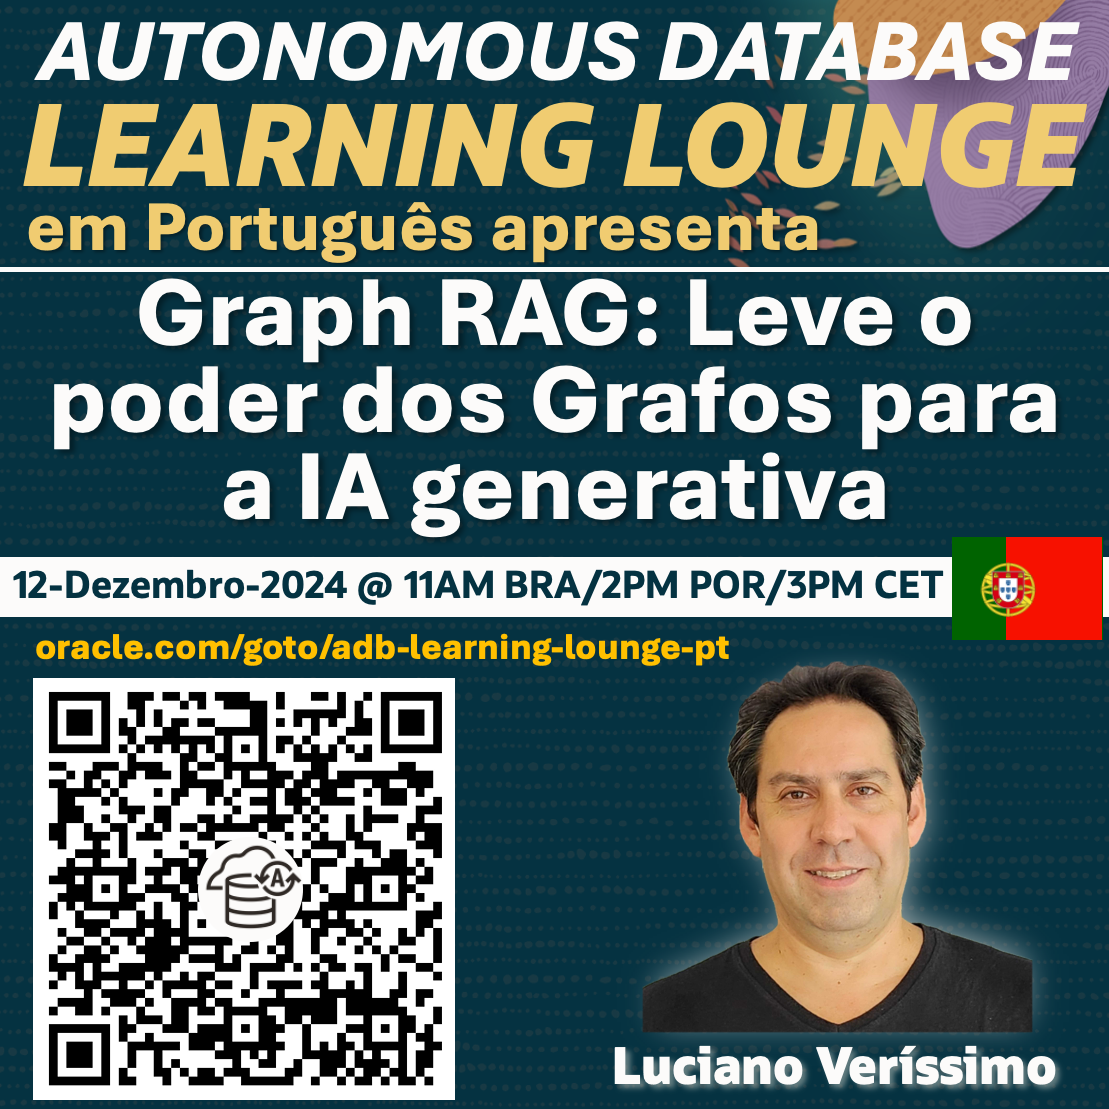 AUTONOMOUS DATABASE
LEARNING LOUNGE
em Português apresenta
Graph RAG: Leve o
poder dos Grafos para
a IA generativa
12-Dezembro-2024 @ 11AM BRA/2PM POR/3PM CET
oracle.com/goto/adb-learning-lounge-pt
A
Luciano Veríssimo